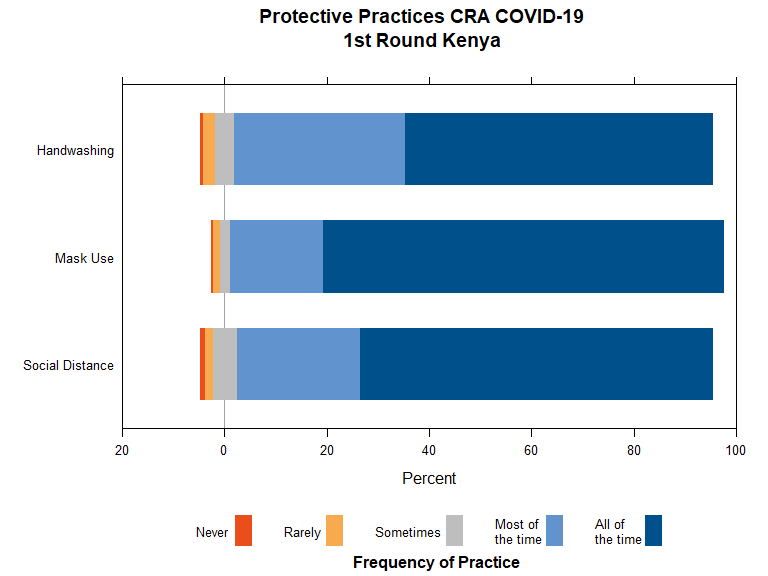 Protective Practices CRA COVID-19
1st Round Kenya
Handwashing
Mask Use
Social Distance
20 0 20 40 60 80 100
Percent
Never Rarely Sometimes Most of the time All of the time
Frequency of Practice